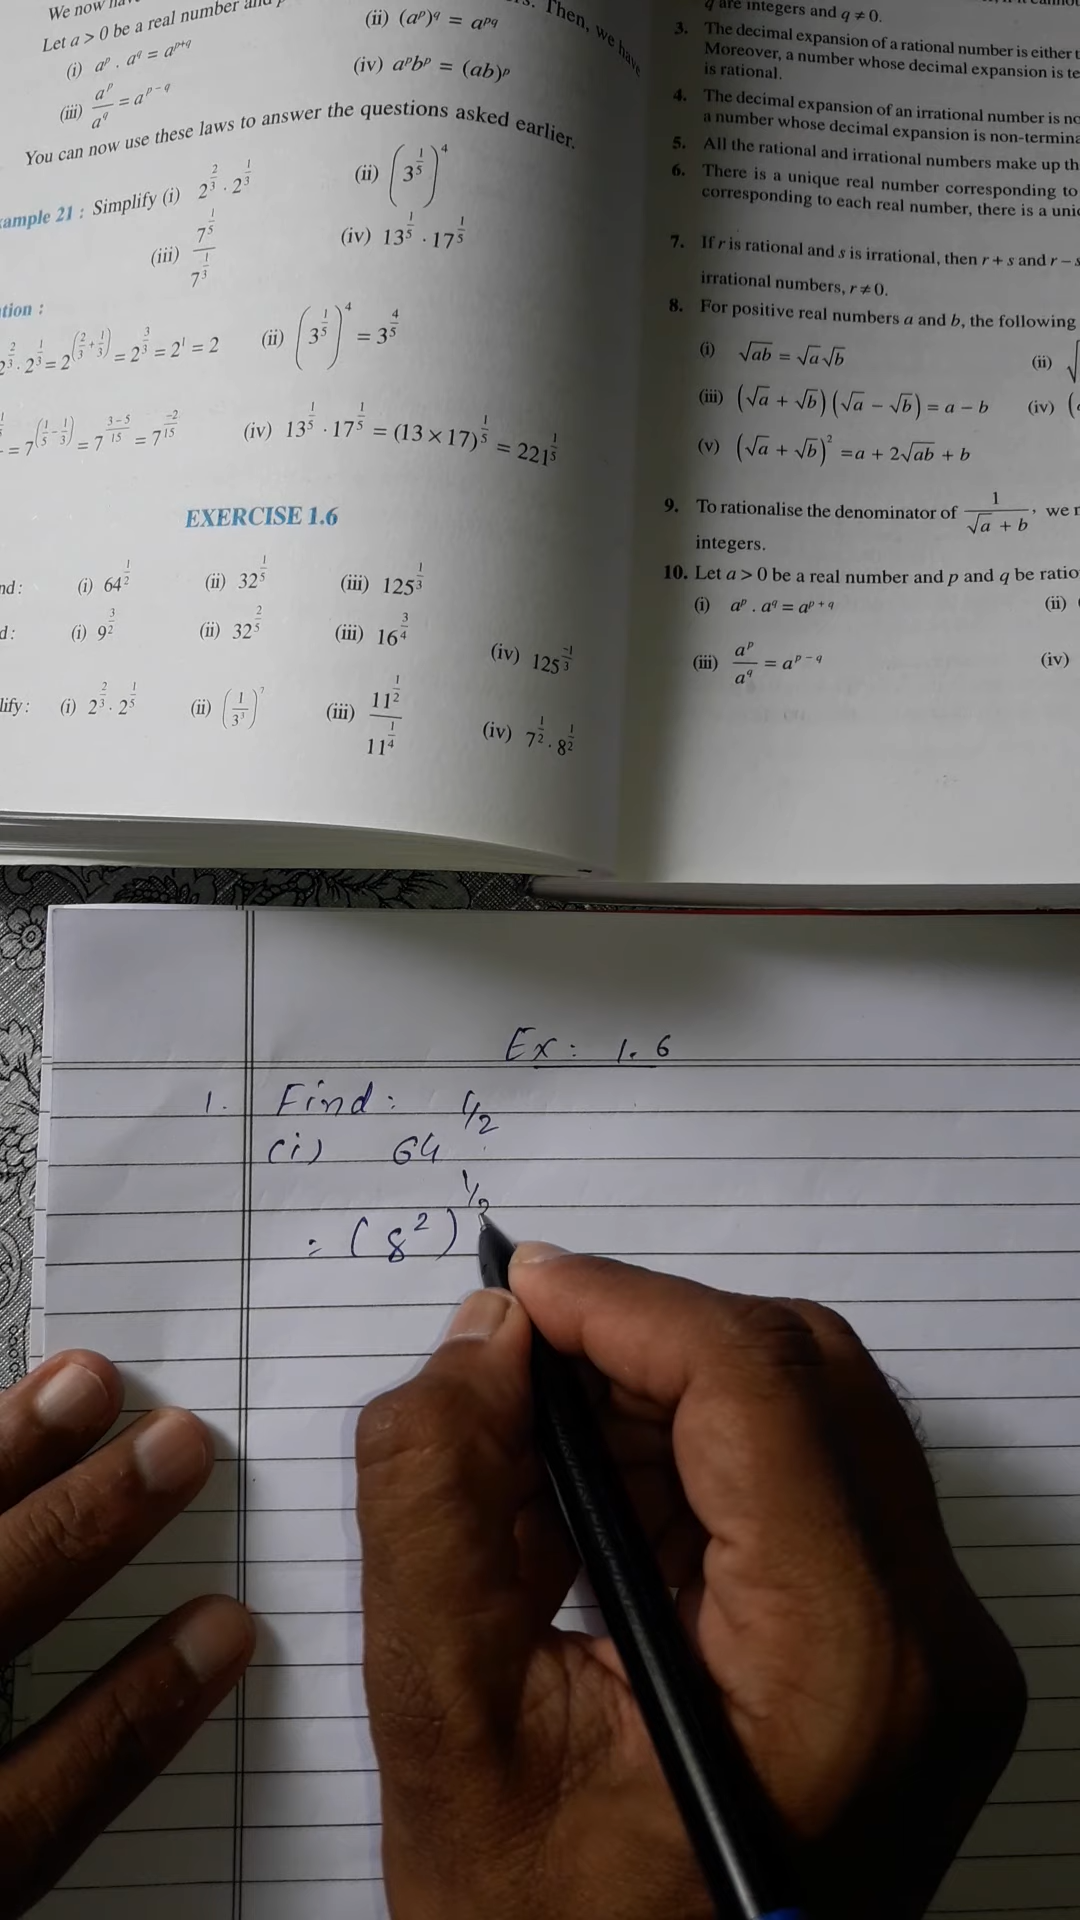 We now
Let a > 0 be a real number and p
(i) aᵖ . a^q = a^(p+q)
(ii) (aᵖ)^q = a^(pq)
(iii) aᵖ/a^q = a^(p – q)
(iv) aᵖbᵖ = (ab)ᵖ
Then, we have
You can now use these laws to answer the questions asked earlier.
ample 21 : Simplify (i) 2^(2/3) . 2^(1/3) (ii) (3^(1/5))^4
(iii) 7^(1/5)/7^(1/3) (iv) 13^(1/5) . 17^(1/5)
tion :
2^(2/3) . 2^(1/3) = 2^(2/3 + 1/3) = 2^(3/3) = 2^1 = 2 (ii) (3^(1/5))^4 = 3^(4/5)
= 7^(1/5 – 1/3) = 7^((3–5)/15) = 7^(–2/15) (iv) 13^(1/5) . 17^(1/5) = (13 × 17)^(1/5) = 221^(1/5)
EXERCISE 1.6
nd: (i) 64^(1/2) (ii) 32^(1/5) (iii) 125^(1/3)
d: (i) 9^(3/2) (ii) 32^(2/5) (iii) 16^(3/4) (iv) 125^(–1/3)
lify: (i) 2^(2/3) . 2^(1/5) (ii) (1/3^3)^7 (iii) 11^(1/2)/11^(1/4) (iv) 7^(1/2) . 8^(1/2)
q are integers and q ≠ 0.
3. The decimal expansion of a rational number is either t
Moreover, a number whose decimal expansion is te
is rational.
4. The decimal expansion of an irrational number is no
a number whose decimal expansion is non-termina
5. All the rational and irrational numbers make up th
6. There is a unique real number corresponding to
corresponding to each real number, there is a uni
7. If r is rational and s is irrational, then r + s and r – s
irrational numbers, r ≠ 0.
8. For positive real numbers a and b, the following
(i) √ab = √a√b (ii) √
(iii) (√a + √b)(√a – √b) = a – b (iv) (
(v) (√a + √b)² = a + 2√ab + b
9. To rationalise the denominator of 1/(√a + b), we
integers.
10. Let a > 0 be a real number and p and q be ratio
(i) aᵖ . a^q = a^(p + q) (ii)
(iii) aᵖ/a^q = a^(p – q) (iv)
Ex: 1.6
1. Find:
(i) 64^(1/2)
= (8²)^(1/2)